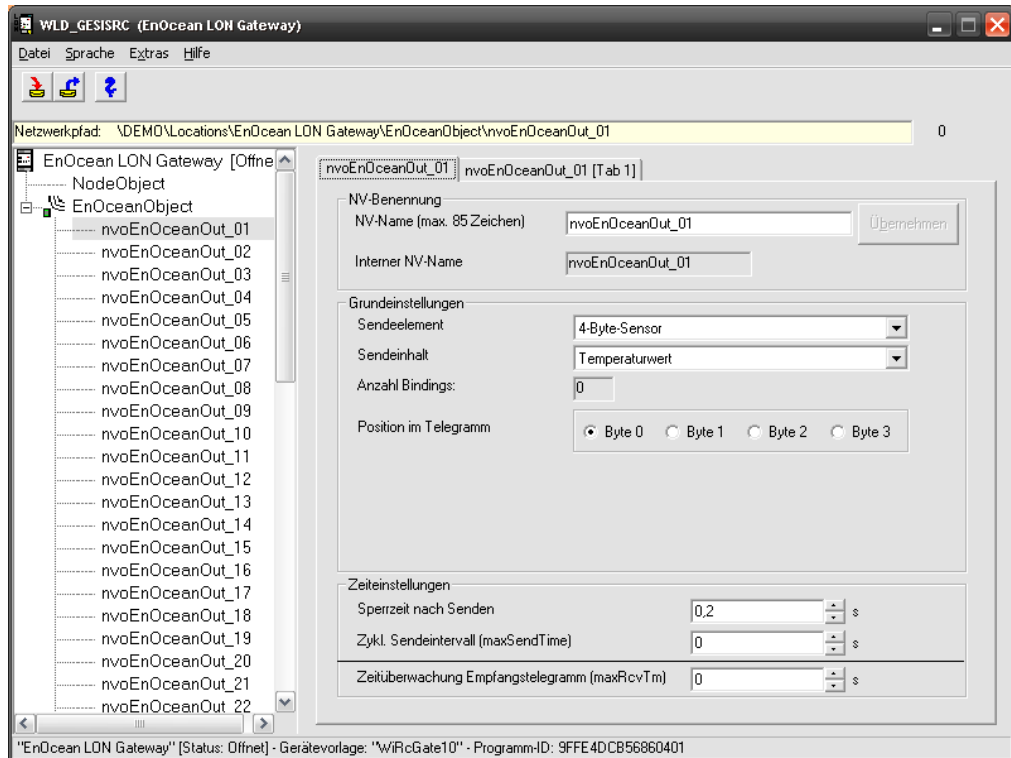 WLD_GESISRC (EnOcean LON Gateway)
Datei Sprache Extras Hilfe
Netzwerkpfad: \DEMO\Locations\EnOcean LON Gateway\EnOceanObject\nvoEnOceanOut_01 0
EnOcean LON Gateway [Offne
NodeObject
EnOceanObject
nvoEnOceanOut_01
nvoEnOceanOut_02
nvoEnOceanOut_03
nvoEnOceanOut_04
nvoEnOceanOut_05
nvoEnOceanOut_06
nvoEnOceanOut_07
nvoEnOceanOut_08
nvoEnOceanOut_09
nvoEnOceanOut_10
nvoEnOceanOut_11
nvoEnOceanOut_12
nvoEnOceanOut_13
nvoEnOceanOut_14
nvoEnOceanOut_15
nvoEnOceanOut_16
nvoEnOceanOut_17
nvoEnOceanOut_18
nvoEnOceanOut_19
nvoEnOceanOut_20
nvoEnOceanOut_21
nvoEnOceanOut_22
nvoEnOceanOut_01 nvoEnOceanOut_01 [Tab 1]
NV-Benennung
NV-Name (max. 85 Zeichen) nvoEnOceanOut_01 Übernehmen
Interner NV-Name nvoEnOceanOut_01
Grundeinstellungen
Sendeelement 4-Byte-Sensor
Sendeinhalt Temperaturwert
Anzahl Bindings: 0
Position im Telegramm Byte 0 Byte 1 Byte 2 Byte 3
Zeiteinstellungen
Sperrzeit nach Senden 0,2 s
Zykl. Sendeintervall (maxSendTime) 0 s
Zeitüberwachung Empfangstelegramm (maxRcvTm) 0 s
"EnOcean LON Gateway" [Status: Offnet] - Gerätevorlage: "WiRcGate10" - Programm-ID: 9FFE4DCB56860401